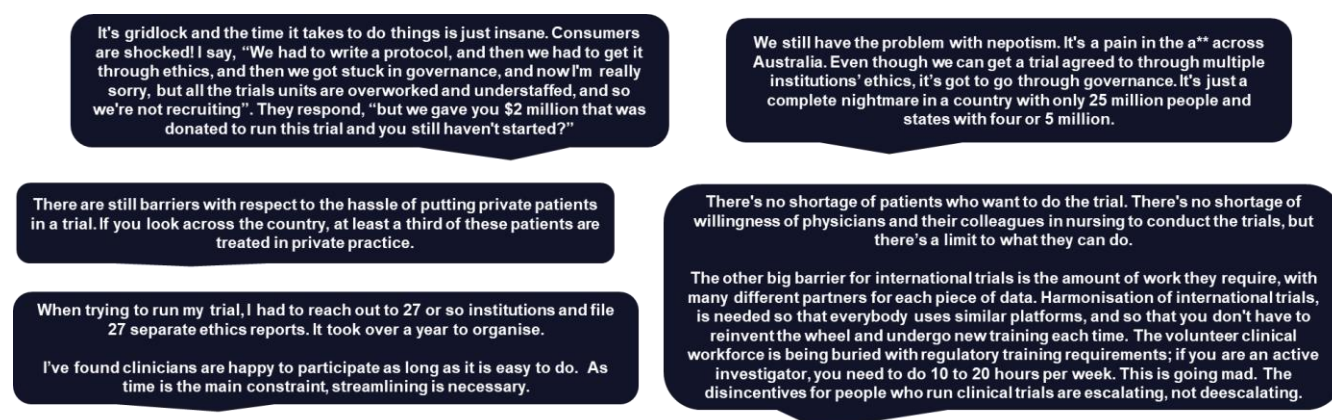 It's gridlock and the time it takes to do things is just insane. Consumers
are shocked! I say, “We had to write a protocol, and then we had to get it
through ethics, and then we got stuck in governance, and now I'm really
sorry, but all the trials units are overworked and understaffed, and so
we're not recruiting”. They respond, “but we gave you $2 million that was
donated to run this trial and you still haven't started?”
We still have the problem with nepotism. It's a pain in the a** across
Australia. Even though we can get a trial agreed to through multiple
institutions’ ethics, it’s got to go through governance. It's just a
complete nightmare in a country with only 25 million people and
states with four or 5 million.
There are still barriers with respect to the hassle of putting private patients
in a trial. If you look across the country, at least a third of these patients are
treated in private practice.
There's no shortage of patients who want to do the trial. There's no shortage of
willingness of physicians and their colleagues in nursing to conduct the trials, but
there’s a limit to what they can do.
The other big barrier for international trials is the amount of work they require, with
many different partners for each piece of data. Harmonisation of international trials,
is needed so that everybody uses similar platforms, and so that you don't have to
reinvent the wheel and undergo new training each time. The volunteer clinical
workforce is being buried with regulatory training requirements; if you are an active
investigator, you need to do 10 to 20 hours per week. This is going mad. The
disincentives for people who run clinical trials are escalating, not deescalating.
When trying to run my trial, I had to reach out to 27 or so institutions and file
27 separate ethics reports. It took over a year to organise.
I’ve found clinicians are happy to participate as long as it is easy to do. As
time is the main constraint, streamlining is necessary.